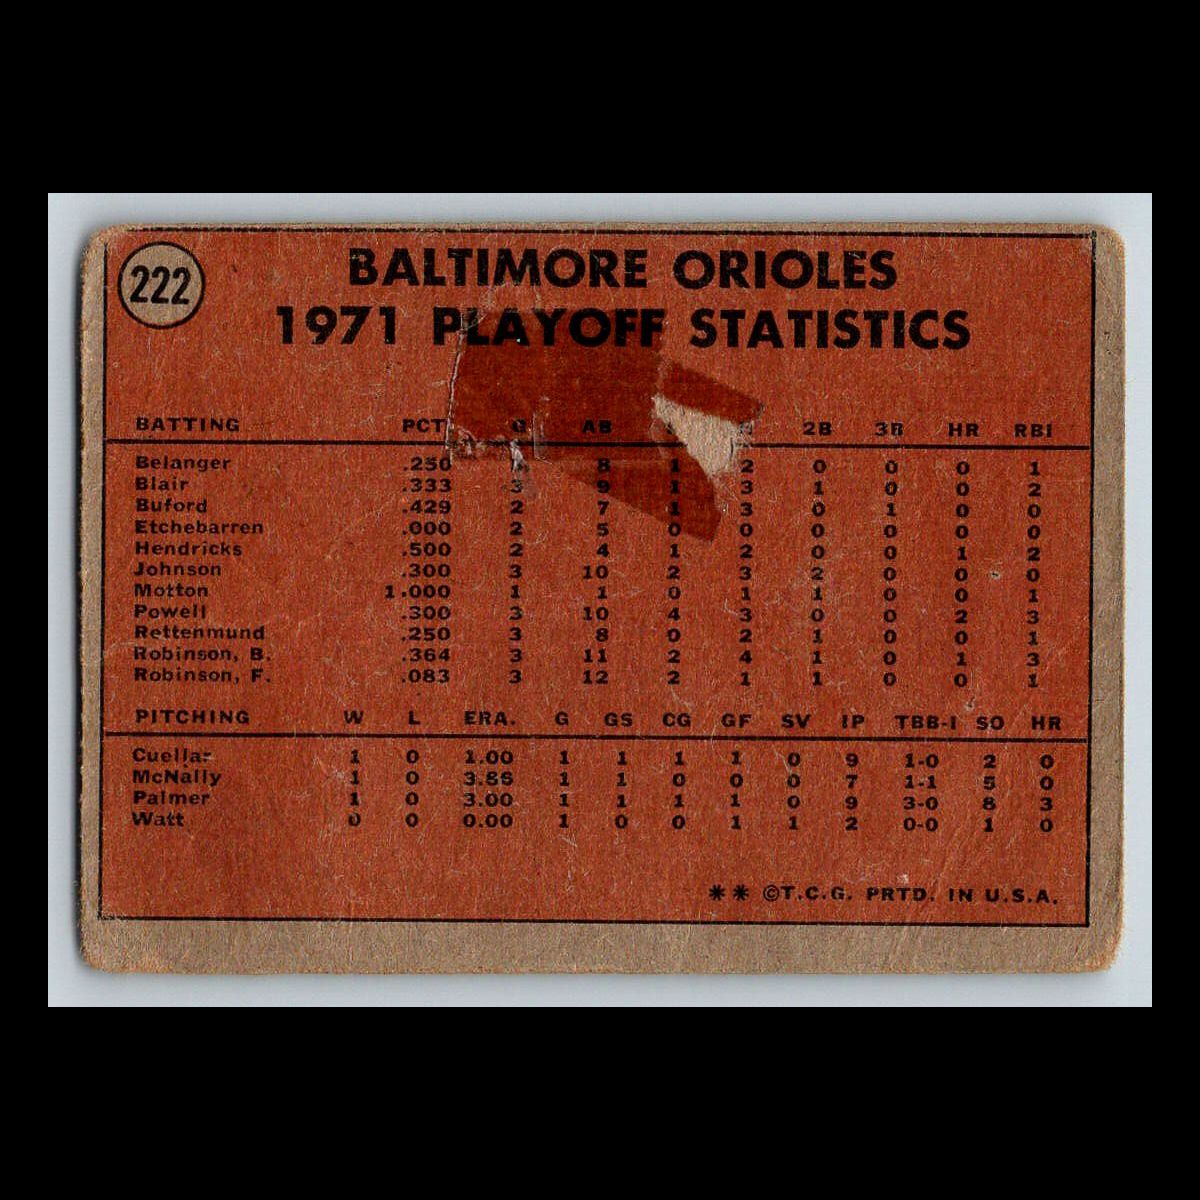 222
BALTIMORE ORIOLES
1971 PLAYOFF STATISTICS
BATTING PCT G AB 2B 3B HR RBI
Belanger .250 8 1 2 0 0 0 1
Blair .333 3 9 1 3 1 0 0 2
Buford .429 2 7 1 3 0 1 0 0
Etchebarren .000 2 5 0 0 0 0 0 0
Hendricks .500 2 4 1 2 0 0 1 2
Johnson .300 3 10 2 3 2 0 0 0
Motton 1.000 1 1 0 1 1 0 0 1
Powell .300 3 10 4 3 0 0 2 3
Rettenmund .250 3 8 0 2 1 0 0 1
Robinson, B. .364 3 11 2 4 1 0 1 3
Robinson, F. .083 3 12 2 1 1 0 0 1
PITCHING W L ERA. G GS CG GF SV IP TBB-I SO HR
Cuellar 1 0 1.00 1 1 1 1 0 9 1-0 2 0
McNally 1 0 3.86 1 1 0 0 0 7 1-1 5 0
Palmer 1 0 3.00 1 1 1 1 0 9 3-0 8 3
Watt 0 0 0.00 1 0 0 1 1 2 0-0 1 0
** ©T.C.G. PRTD. IN U.S.A.